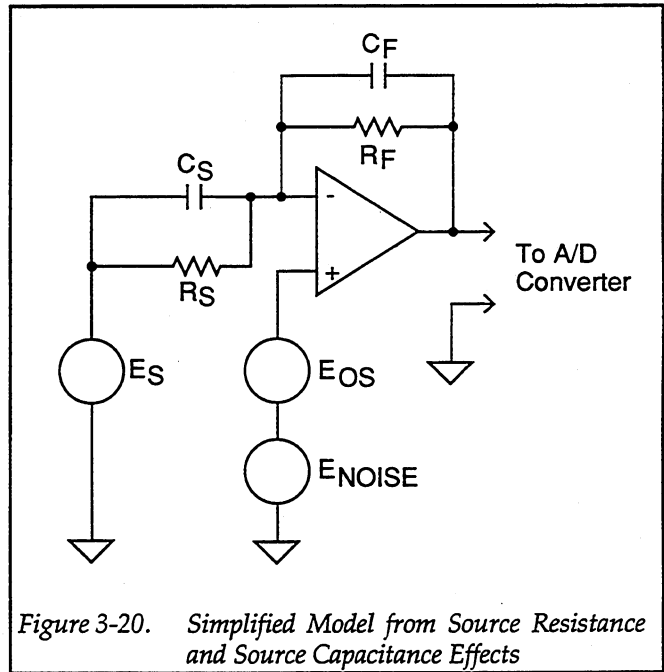 CF
RF
CS
RS
-
+
To A/D
Converter
ES
EOS
ENOISE
Figure 3-20. Simplified Model from Source Resistance
and Source Capacitance Effects